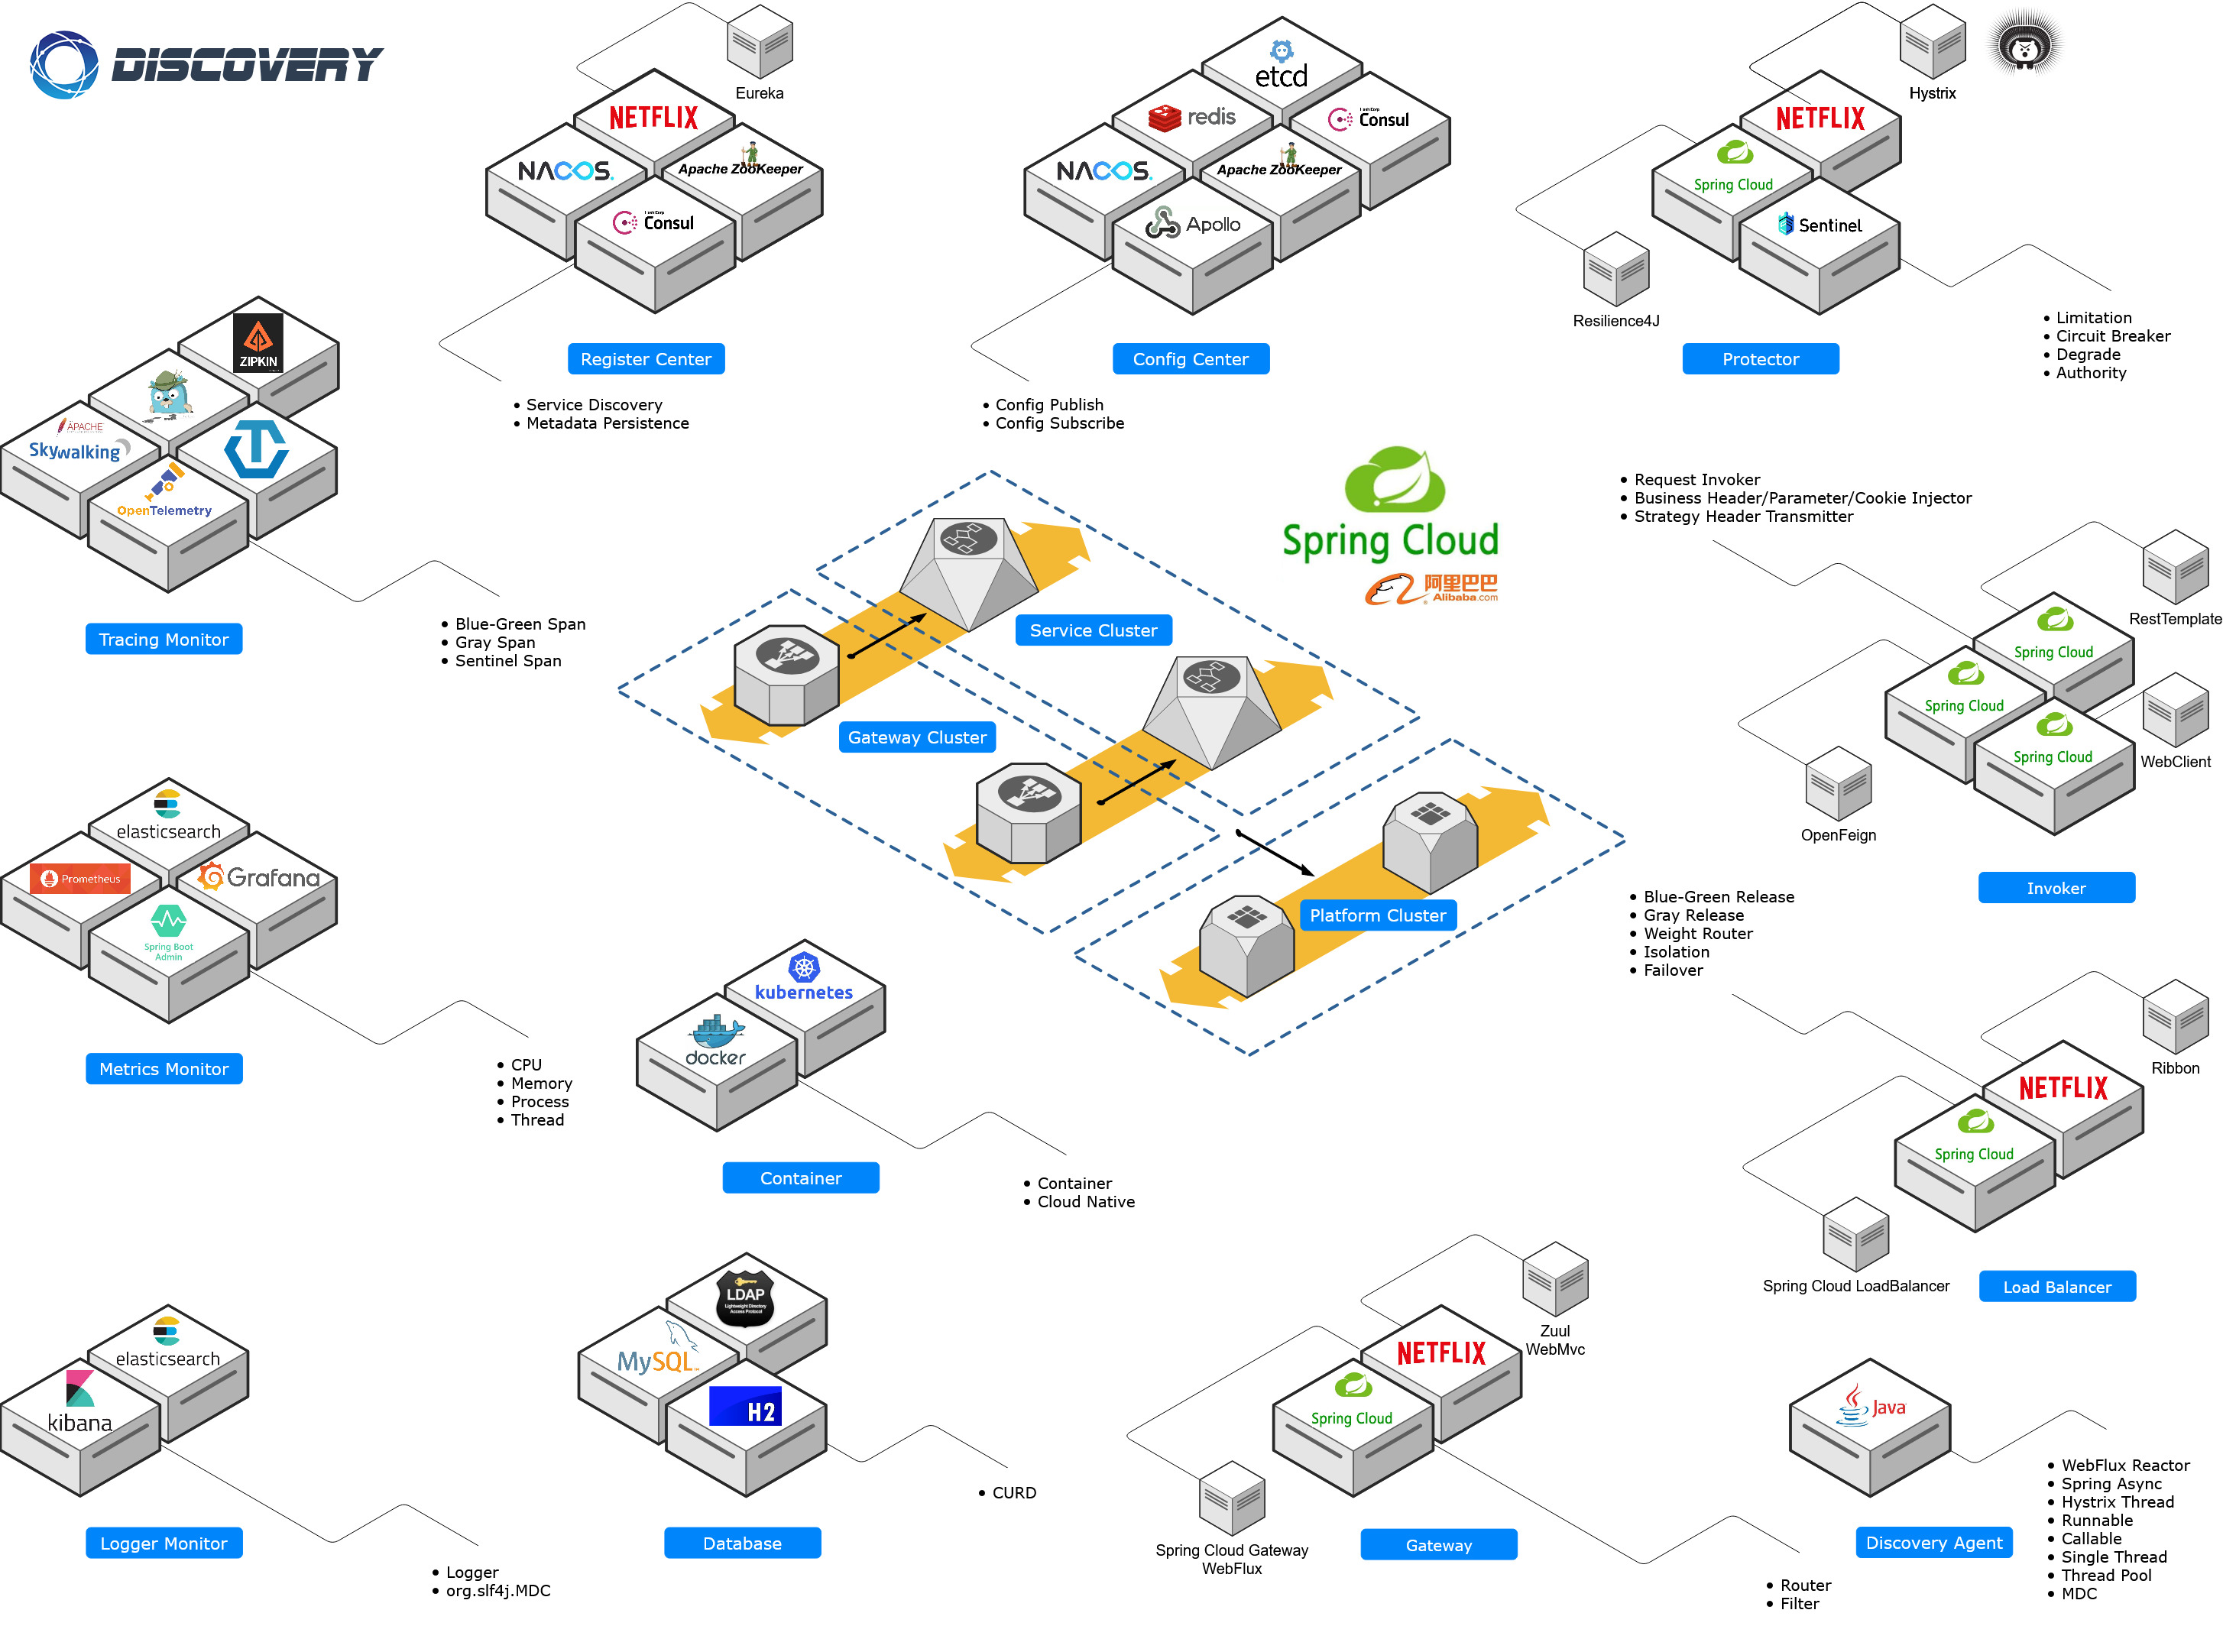 DISCOVERY
Eureka
NETFLIX
NACOS.
Apache ZooKeeper
Consul
Register Center
Service Discovery
Metadata Persistence
etcd
redis
Consul
NACOS.
Apache ZooKeeper
Apollo
Config Center
Config Publish
Config Subscribe
Hystrix
NETFLIX
Spring Cloud
Sentinel
Resilience4J
Protector
Limitation
Circuit Breaker
Degrade
Authority
ZIPKIN
APACHE
Skywalking
OpenTelemetry
Tracing Monitor
Blue-Green Span
Gray Span
Sentinel Span
Spring Cloud
阿里巴巴
Alibaba.com
Service Cluster
Gateway Cluster
Platform Cluster
Request Invoker
Business Header/Parameter/Cookie Injector
Strategy Header Transmitter
RestTemplate
Spring Cloud
Spring Cloud
Spring Cloud
WebClient
OpenFeign
Invoker
elasticsearch
Prometheus
Grafana
Spring Boot
Admin
Metrics Monitor
CPU
Memory
Process
Thread
kubernetes
docker
Container
Container
Cloud Native
Blue-Green Release
Gray Release
Weight Router
Isolation
Failover
Ribbon
NETFLIX
Spring Cloud
Spring Cloud LoadBalancer
Load Balancer
elasticsearch
kibana
Logger Monitor
Logger
org.slf4j.MDC
LDAP
Lightweight Directory
Access Protocol
MySQL
H2
Database
CURD
Zuul
WebMvc
NETFLIX
Spring Cloud
Spring Cloud Gateway
WebFlux
Gateway
Router
Filter
Java
Discovery Agent
WebFlux Reactor
Spring Async
Hystrix Thread
Runnable
Callable
Single Thread
Thread Pool
MDC